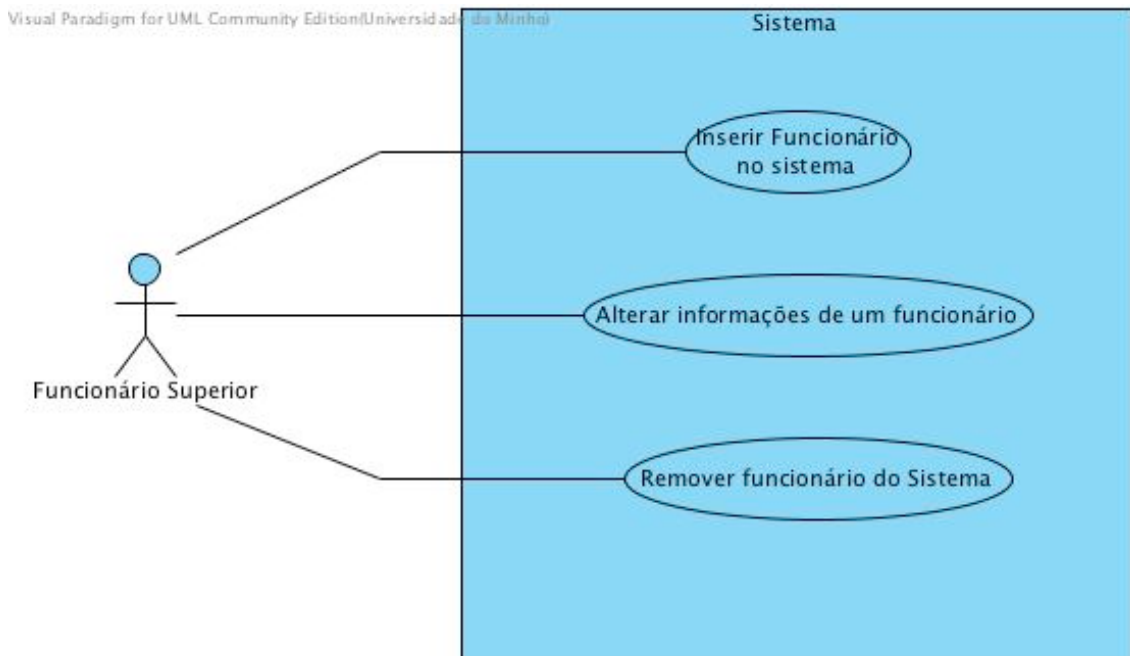 Visual Paradigm for UML Community Edition(Universidade do Minho)
Sistema
Inserir Funcionário
no sistema
Alterar informações de um funcionário
Funcionário Superior
Remover funcionário do Sistema